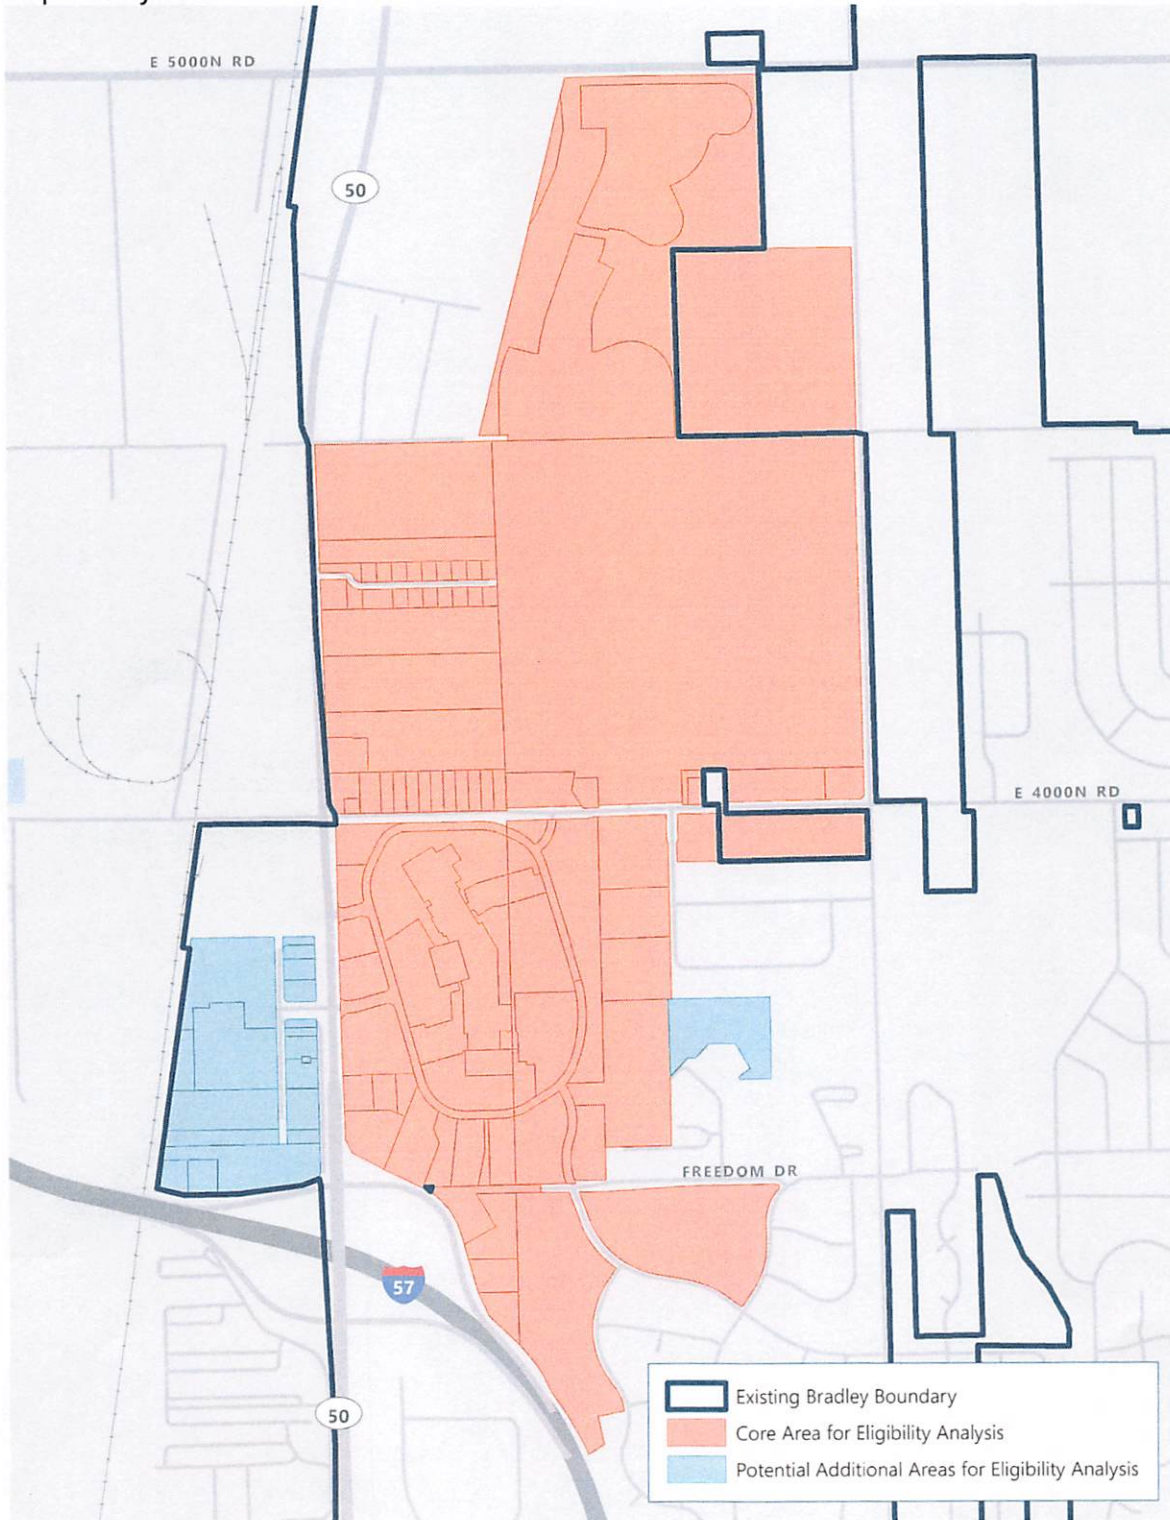 E 5000N RD
50
E 4000N RD
FREEDOM DR
57
50
Existing Bradley Boundary
Core Area for Eligibility Analysis
Potential Additional Areas for Eligibility Analysis